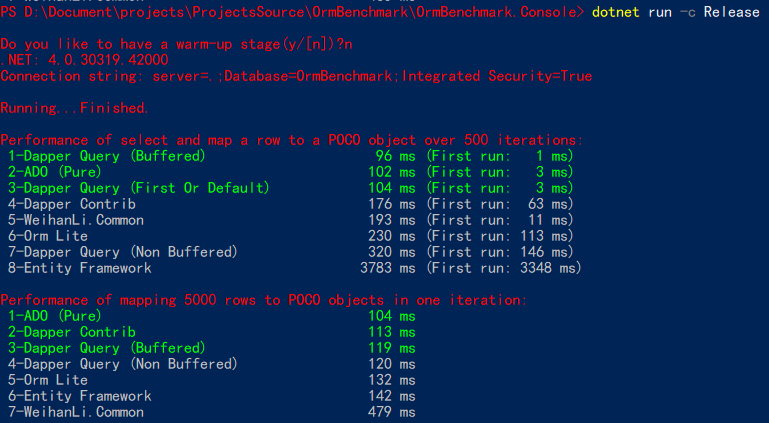 PS D:\Document\projects\ProjectsSource\OrmBenchmark\OrmBenchmark.Console> dotnet run -c Release
Do you like to have a warm-up stage(y/[n])?n
.NET: 4.0.30319.42000
Connection string: server=.;Database=OrmBenchmark;Integrated Security=True
Running...Finished.
Performance of select and map a row to a POCO object over 500 iterations:
1-Dapper Query (Buffered) 96 ms (First run: 1 ms)
2-ADO (Pure) 102 ms (First run: 3 ms)
3-Dapper Query (First Or Default) 104 ms (First run: 3 ms)
4-Dapper Contrib 176 ms (First run: 63 ms)
5-WeihanLi.Common 193 ms (First run: 11 ms)
6-Orm Lite 230 ms (First run: 113 ms)
7-Dapper Query (Non Buffered) 320 ms (First run: 146 ms)
8-Entity Framework 3783 ms (First run: 3348 ms)
Performance of mapping 5000 rows to POCO objects in one iteration:
1-ADO (Pure) 104 ms
2-Dapper Contrib 113 ms
3-Dapper Query (Buffered) 119 ms
4-Dapper Query (Non Buffered) 120 ms
5-Orm Lite 132 ms
6-Entity Framework 142 ms
7-WeihanLi.Common 479 ms